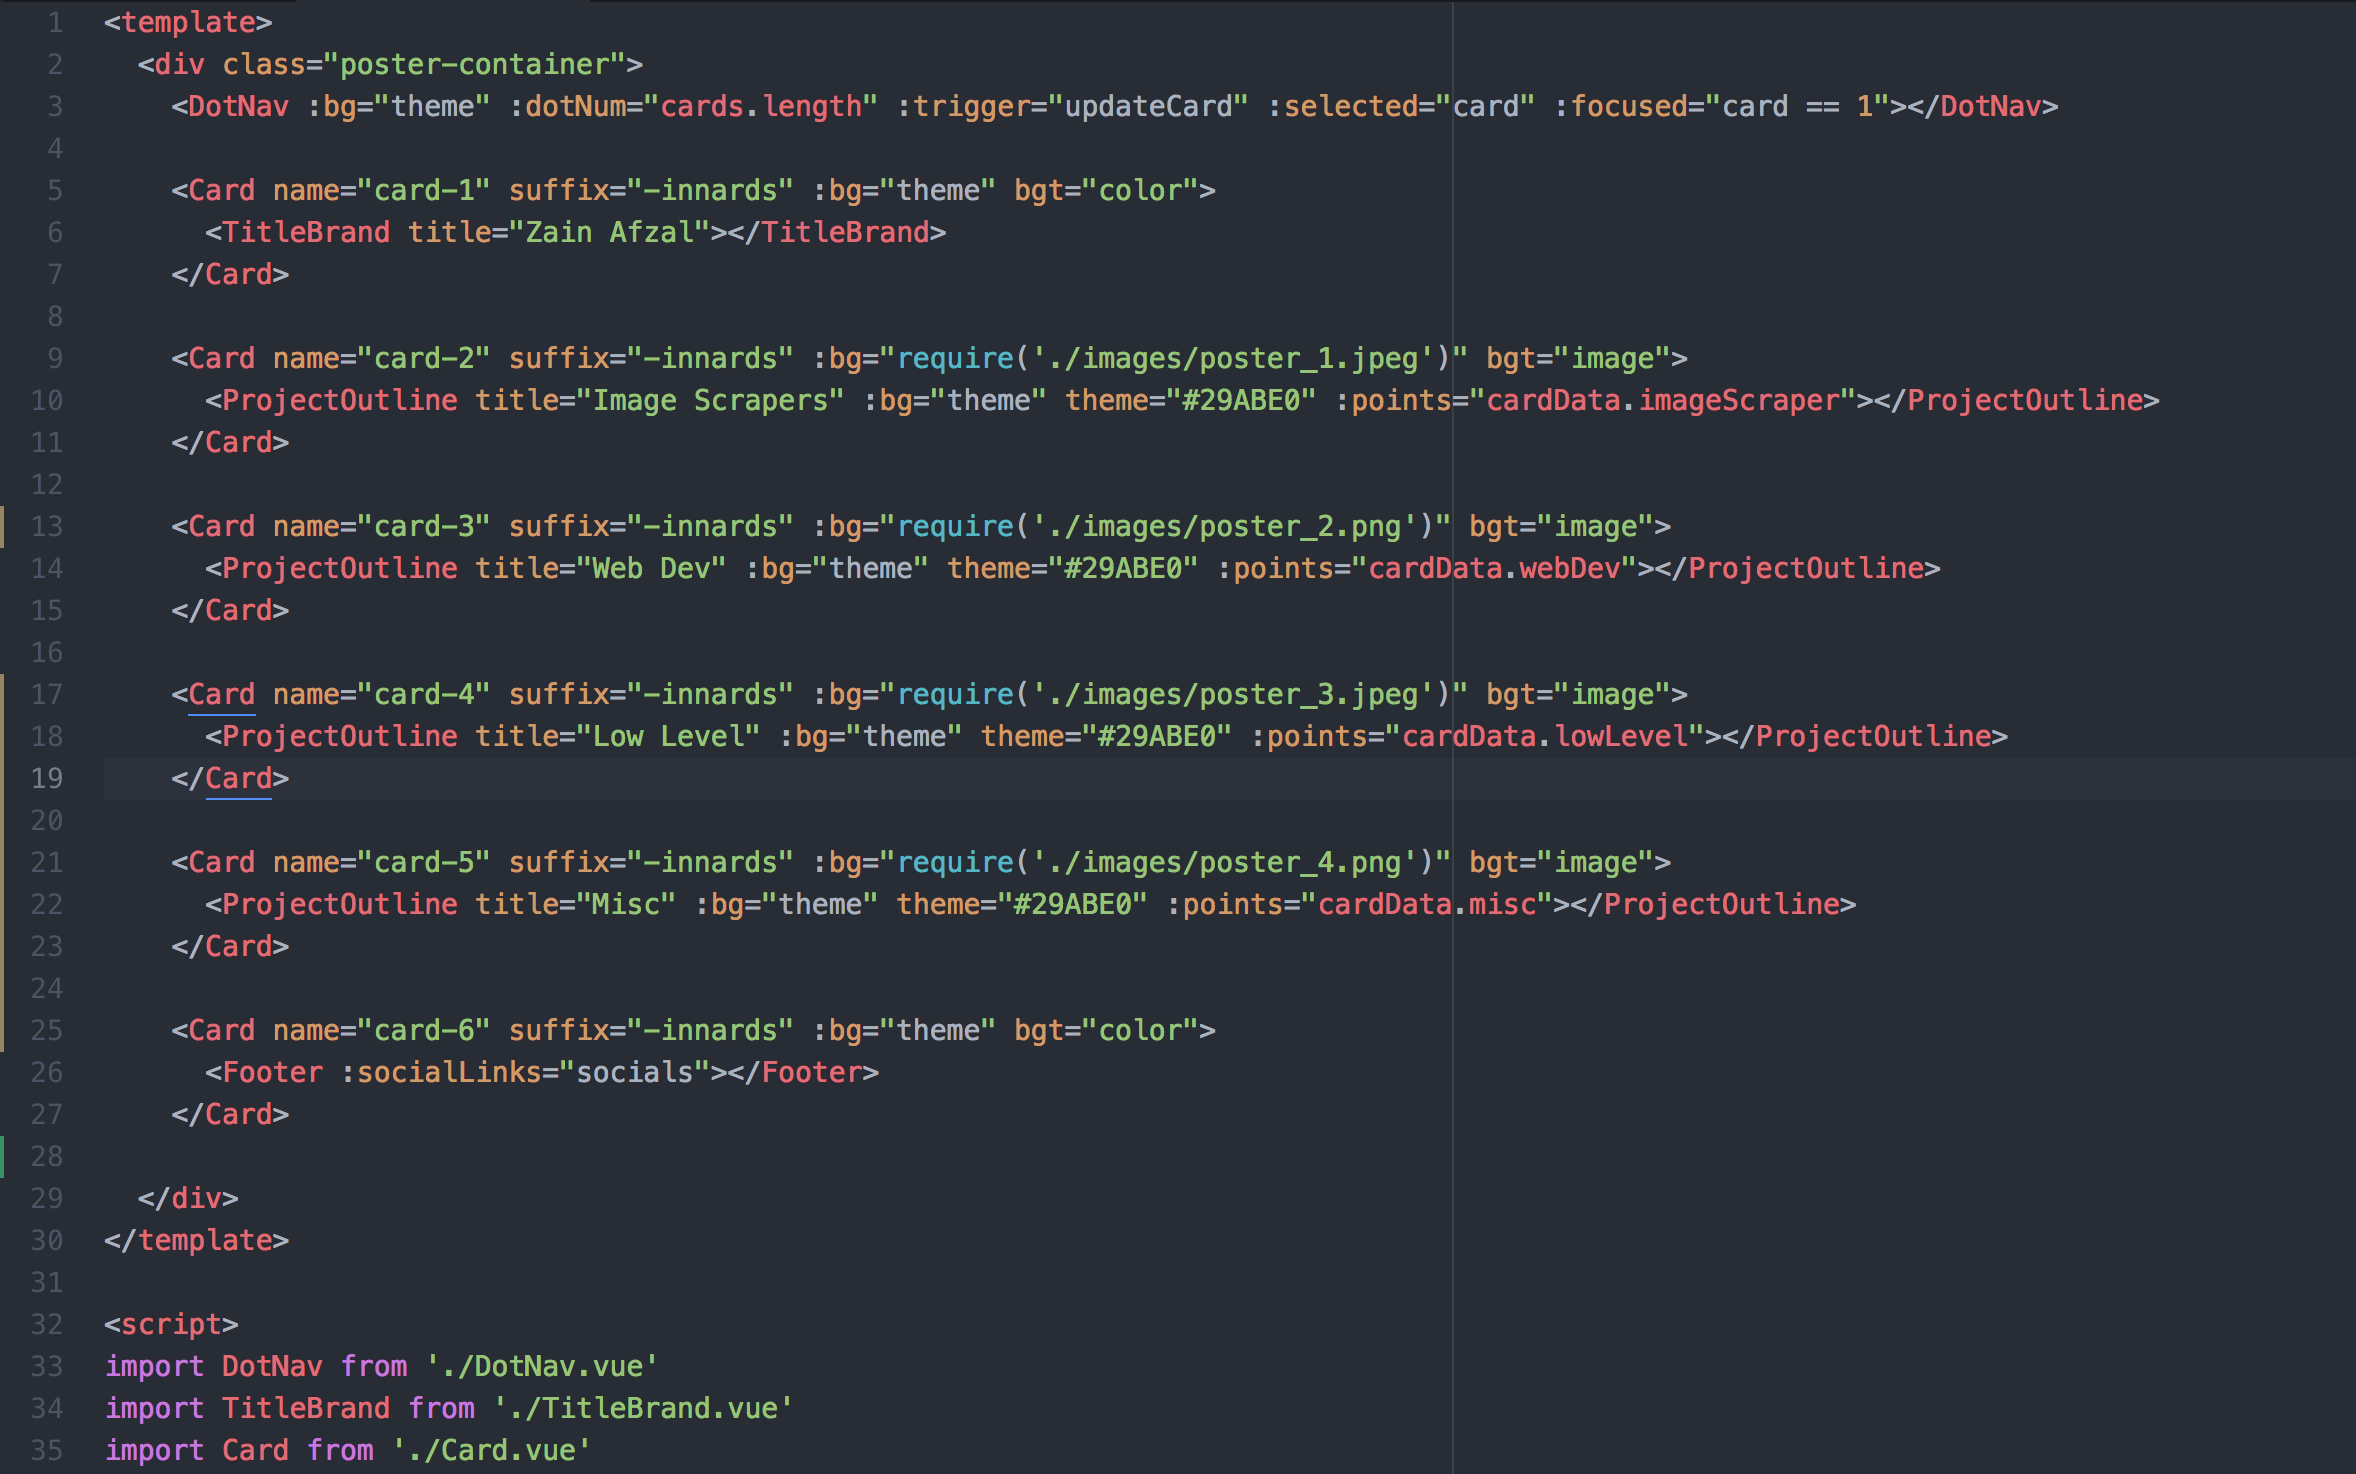 1 <template>
2   <div class="poster-container">
3     <DotNav :bg="theme" :dotNum="cards.length" :trigger="updateCard" :selected="card" :focused="card == 1"></DotNav>
4
5     <Card name="card-1" suffix="-innards" :bg="theme" bgt="color">
6       <TitleBrand title="Zain Afzal"></TitleBrand>
7     </Card>
8
9     <Card name="card-2" suffix="-innards" :bg="require('./images/poster_1.jpeg')" bgt="image">
10       <ProjectOutline title="Image Scrapers" :bg="theme" theme="#29ABE0" :points="cardData.imageScraper"></ProjectOutline>
11     </Card>
12
13     <Card name="card-3" suffix="-innards" :bg="require('./images/poster_2.png')" bgt="image">
14       <ProjectOutline title="Web Dev" :bg="theme" theme="#29ABE0" :points="cardData.webDev"></ProjectOutline>
15     </Card>
16
17     <Card name="card-4" suffix="-innards" :bg="require('./images/poster_3.jpeg')" bgt="image">
18       <ProjectOutline title="Low Level" :bg="theme" theme="#29ABE0" :points="cardData.lowLevel"></ProjectOutline>
19     </Card>
20
21     <Card name="card-5" suffix="-innards" :bg="require('./images/poster_4.png')" bgt="image">
22       <ProjectOutline title="Misc" :bg="theme" theme="#29ABE0" :points="cardData.misc"></ProjectOutline>
23     </Card>
24
25     <Card name="card-6" suffix="-innards" :bg="theme" bgt="color">
26       <Footer :socialLinks="socials"></Footer>
27     </Card>
28
29   </div>
30 </template>
31
32 <script>
33 import DotNav from './DotNav.vue'
34 import TitleBrand from './TitleBrand.vue'
35 import Card from './Card.vue'